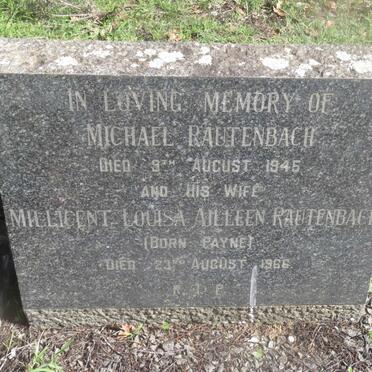 IN LOVING MEMORY OF
MICHAEL RAUTENBACH
DIED 9TH AUGUST 1945
AND HIS WIFE
MILLICENT LOUISA AILLEEN RAUTENBACH
(BORN PAYNE)
DIED 23RD AUGUST 1966
R I P